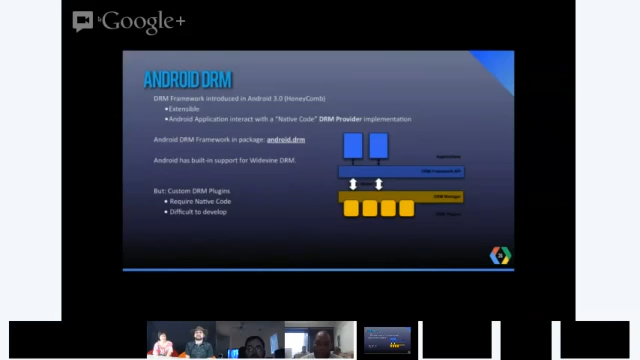 Google+
ANDROID DRM
DRM Framework introduced in Android 3.0 (HoneyComb)
•Extensible
•Android Application interact with a "Native Code" DRM Provider implementation
Android DRM Framework in package: android.drm
Android has built-in support for Widevine DRM.
But: Custom DRM Plugins
•Require Native Code
•Difficult to develop
Applications
DRM Framework API
DRM Manager